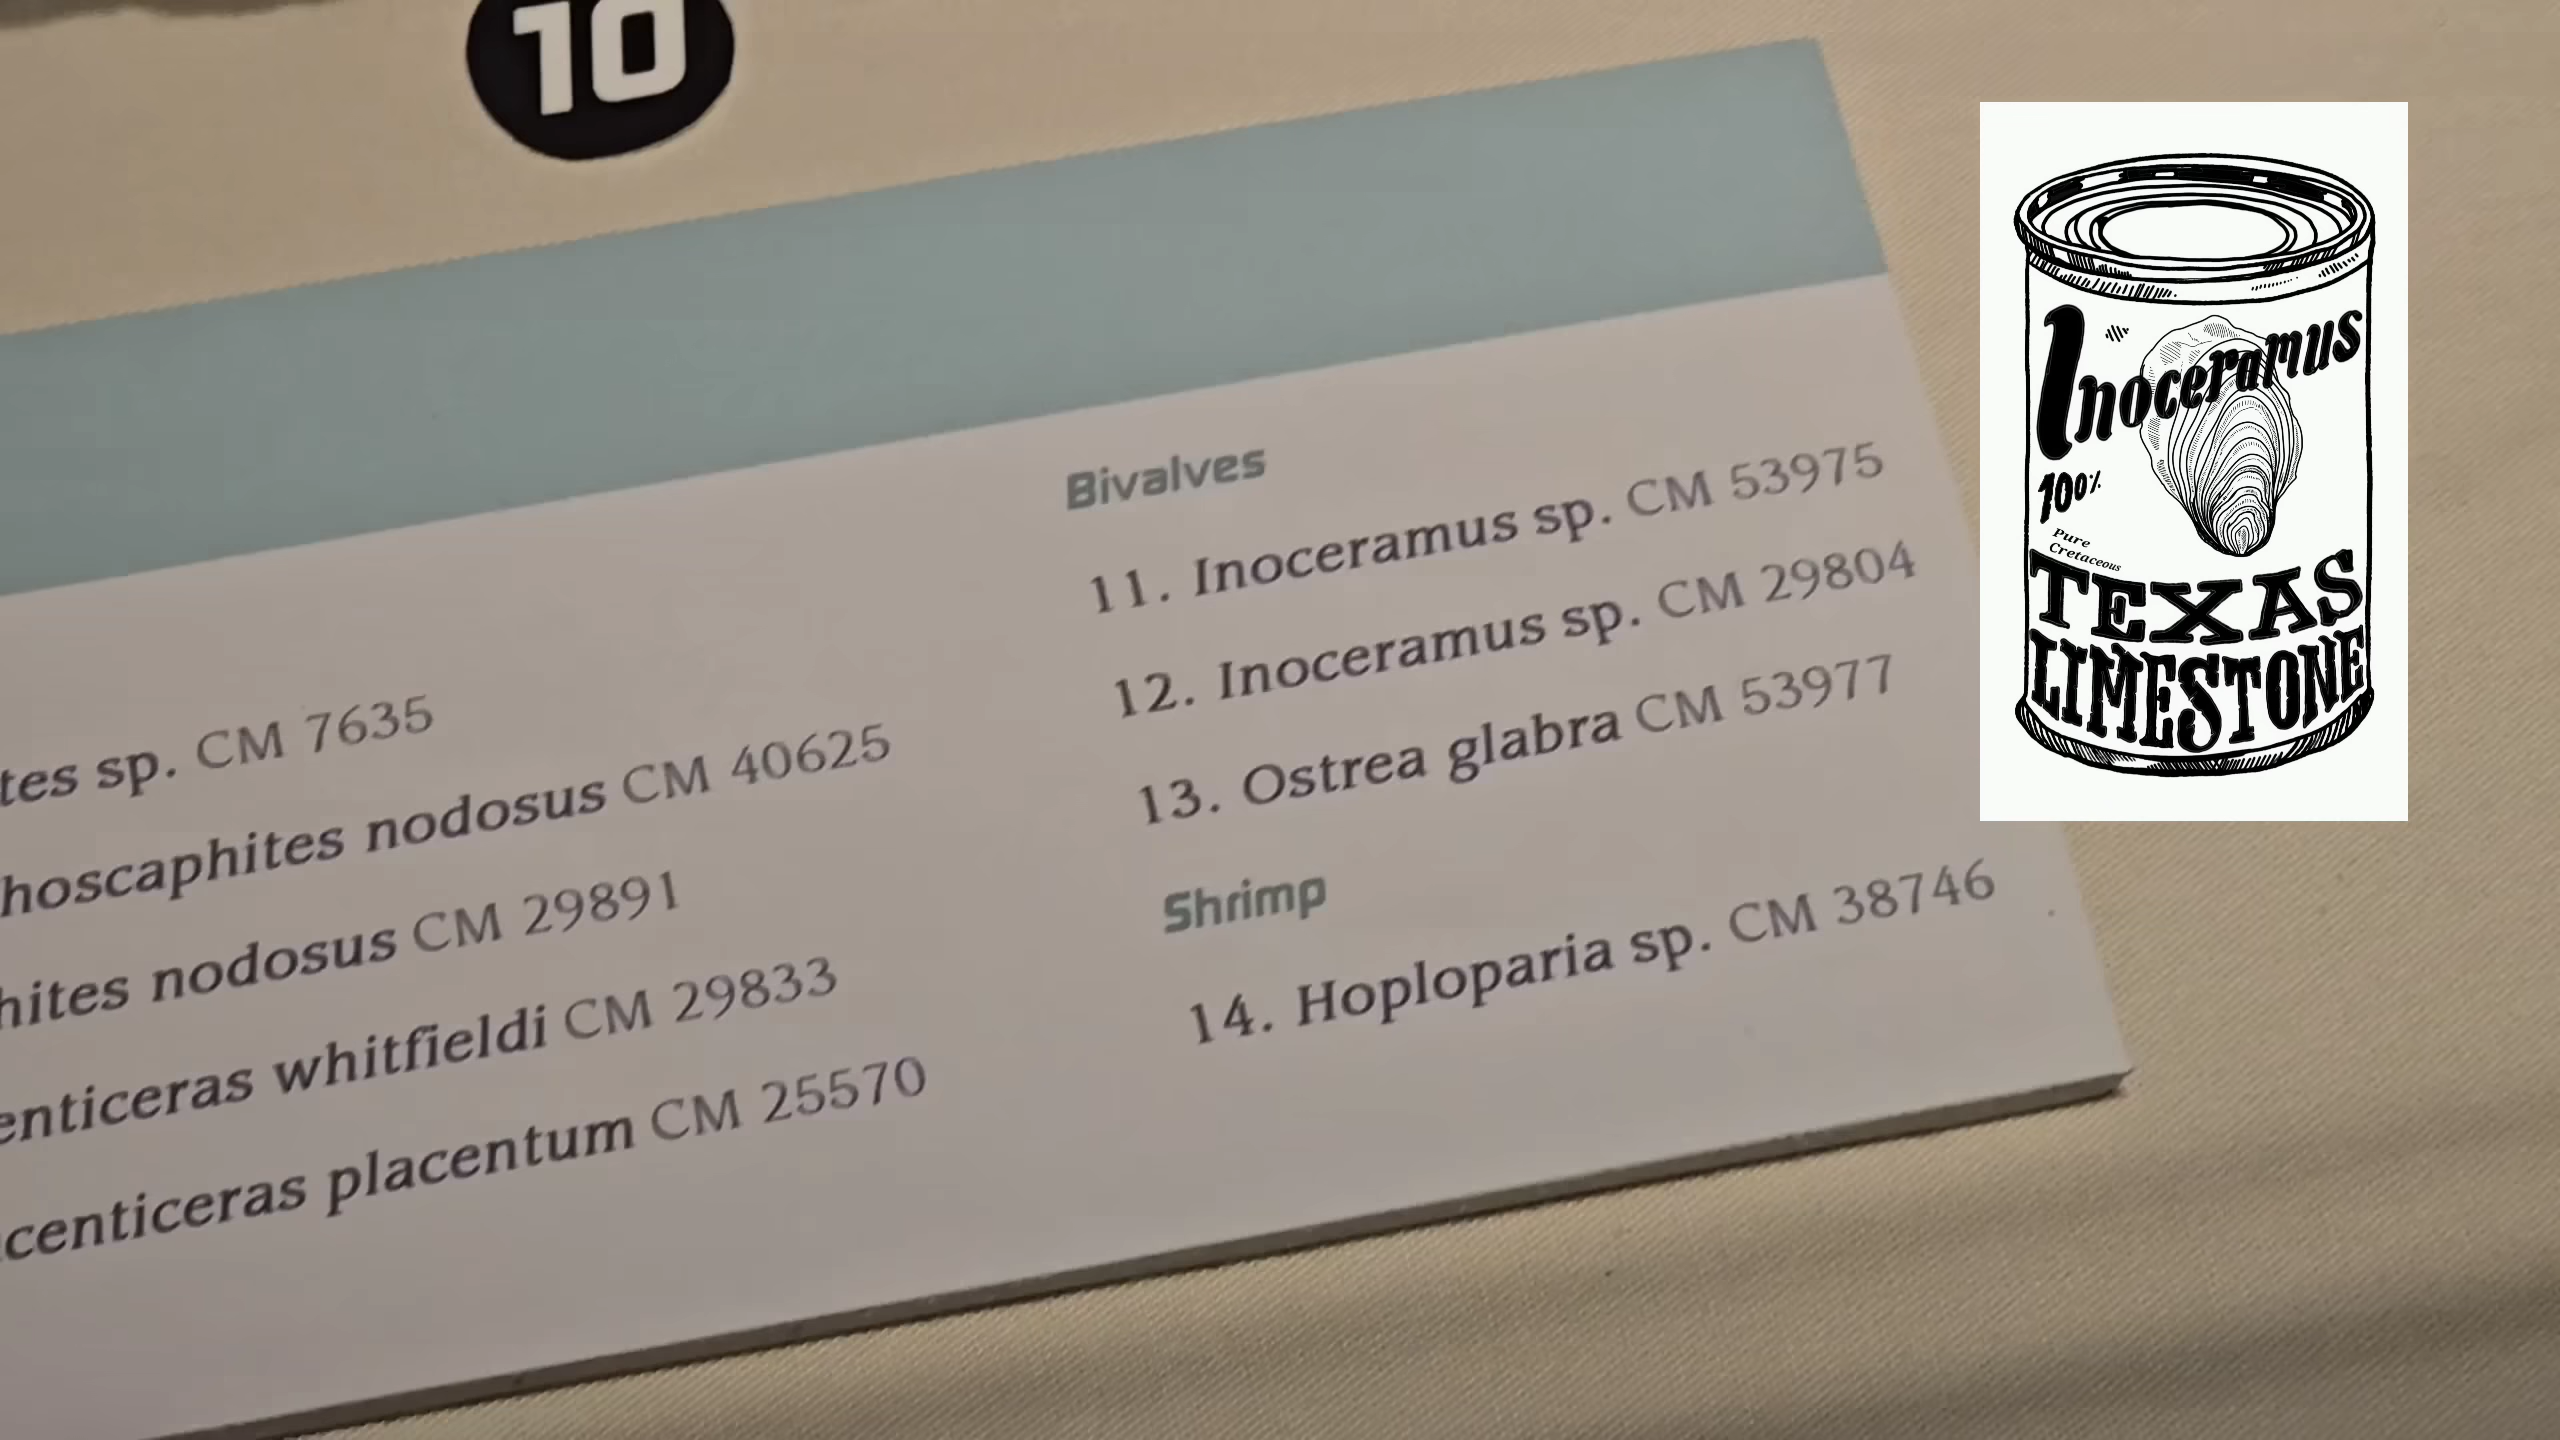 10
tes sp. CM 7635
hoscaphites nodosus CM 40625
hites nodosus CM 29891
enticeras whitfieldi CM 29833
centiceras placentum CM 25570
Bivalves
11. Inoceramus sp. CM 53975
12. Inoceramus sp. CM 29804
13. Ostrea glabra CM 53977
Shrimp
14. Hoploparia sp. CM 38746
Inoceramus
100%
Pure
Cretaceous
TEXAS
LIMESTONE